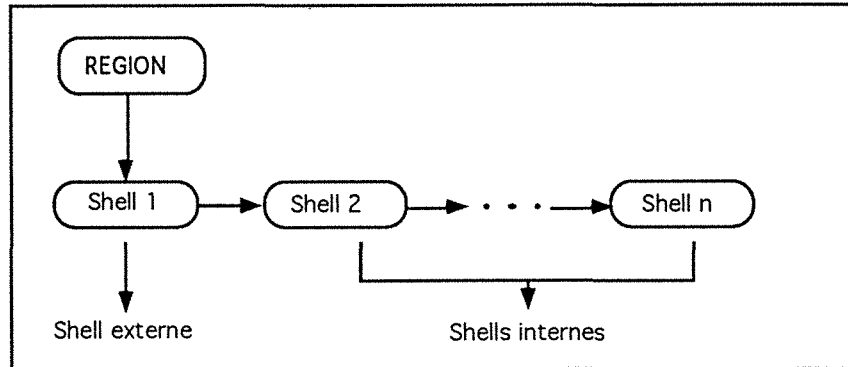 REGION
Shell 1
Shell 2
. . .
Shell n
Shell externe
Shells internes